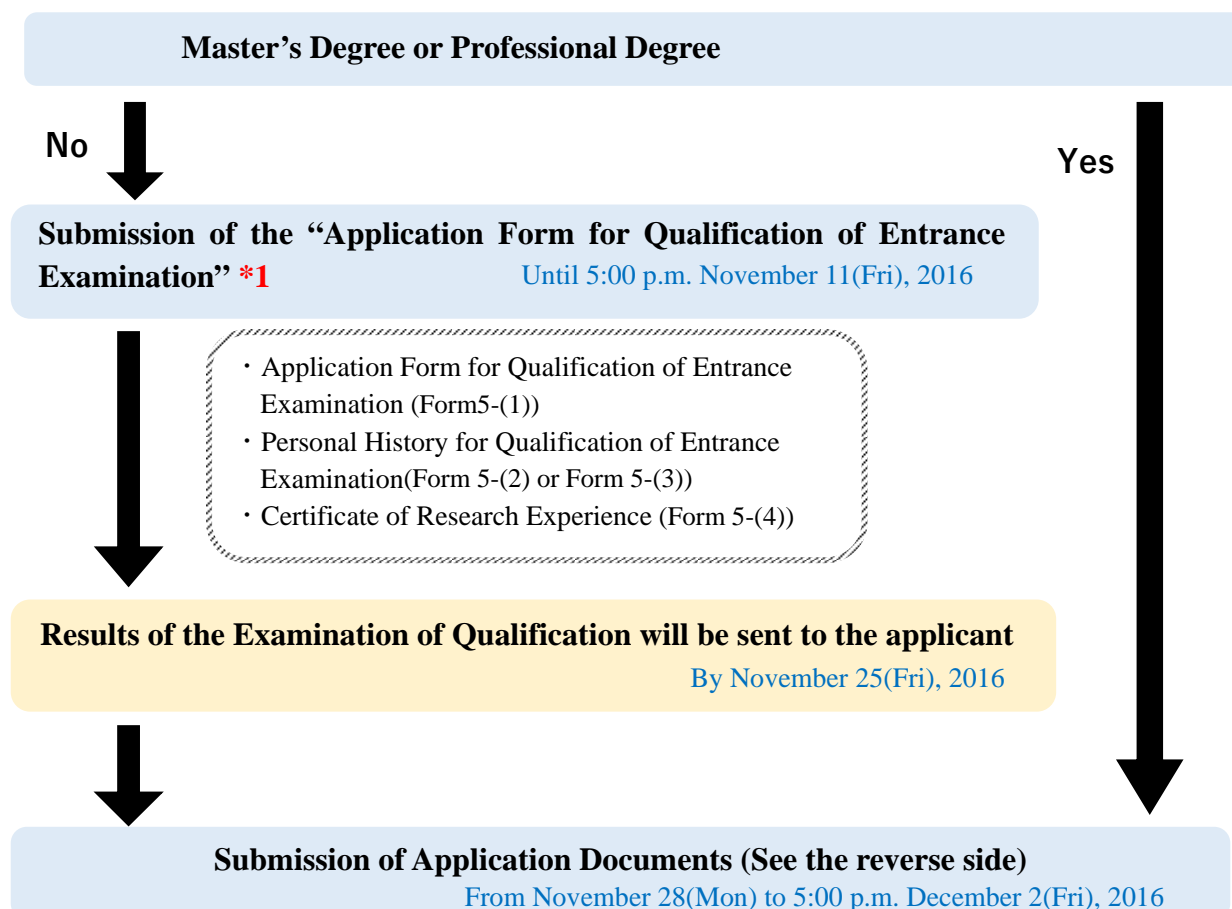 Master’s Degree or Professional Degree
No
Yes
Submission of the “Application Form for Qualification of Entrance
Examination” *1 Until 5:00 p.m. November 11(Fri), 2016
・Application Form for Qualification of Entrance
Examination (Form5-(1))
・Personal History for Qualification of Entrance
Examination(Form 5-(2) or Form 5-(3))
・Certificate of Research Experience (Form 5-(4))
Results of the Examination of Qualification will be sent to the applicant
By November 25(Fri), 2016
Submission of Application Documents (See the reverse side)
From November 28(Mon) to 5:00 p.m. December 2(Fri), 2016